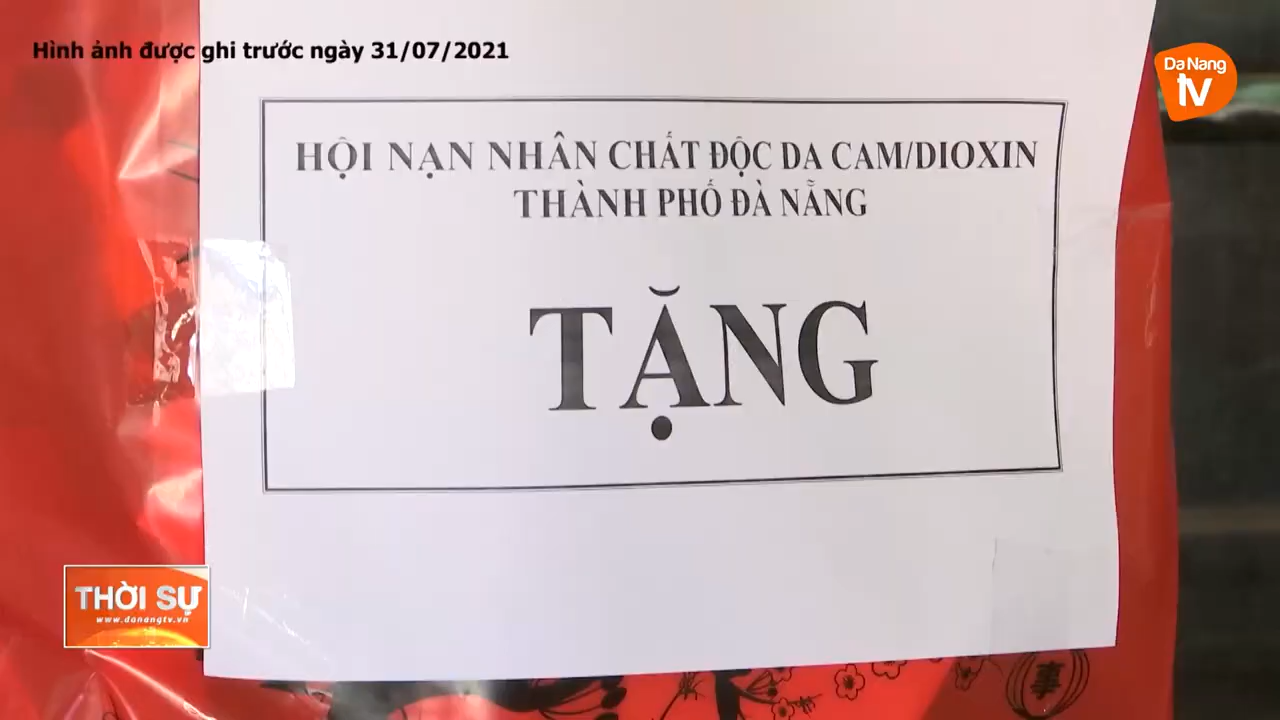 Hình ảnh được ghi trước ngày 31/07/2021
Da Nang
tv
HỘI NẠN NHÂN CHẤT ĐỘC DA CAM/DIOXIN
THÀNH PHỐ ĐÀ NẴNG
TẶNG
THỜI SỰ
www.danangtv.vn